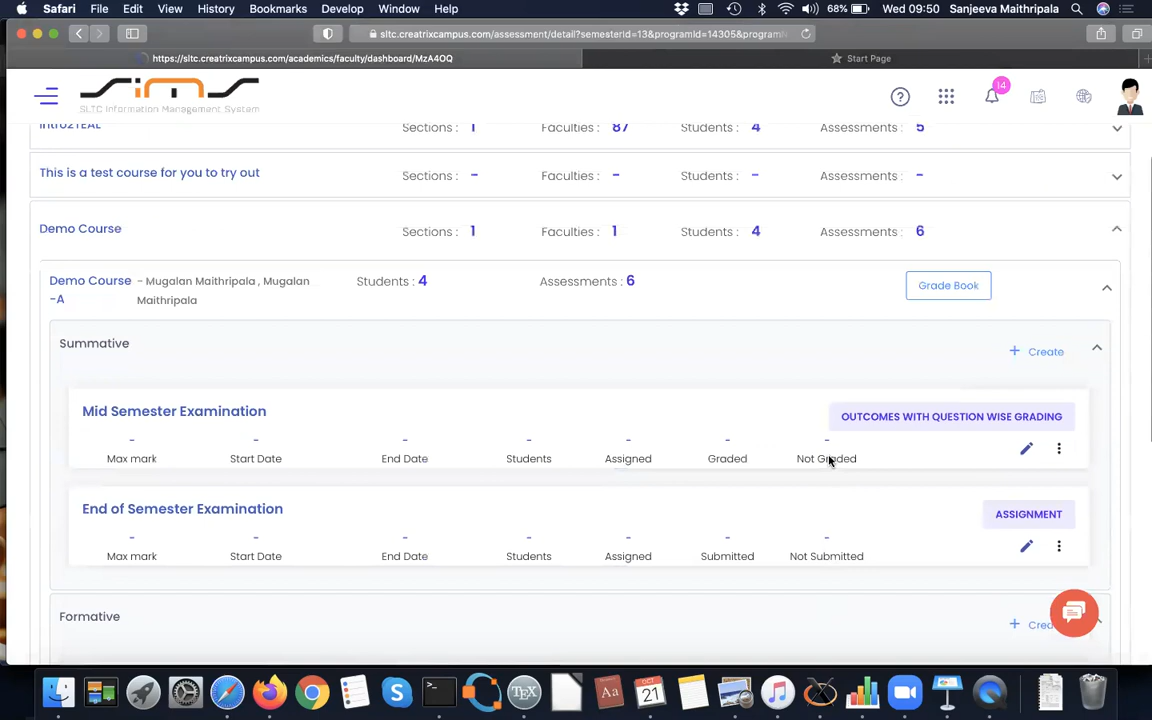 Safari File Edit View History Bookmarks Develop Window Help 68% Wed 09:50 Sanjeeva Maithripala
sltc.creatrixcampus.com/assessment/detail?semesterId=13&programId=14305&program
https://sltc.creatrixcampus.com/academics/faculty/dashboard/MzA4OQ Start Page
sims
SLTC Information Management System
14
Intro2TEAL Sections : 1 Faculties : 87 Students : 4 Assessments : 5
This is a test course for you to try out Sections : - Faculties : - Students : - Assessments : -
Demo Course Sections : 1 Faculties : 1 Students : 4 Assessments : 6
Demo Course - Mugalan Maithripala , Mugalan Students : 4 Assessments : 6 Grade Book
-A Maithripala
Summative + Create
Mid Semester Examination OUTCOMES WITH QUESTION WISE GRADING
- - - - - - -
Max mark Start Date End Date Students Assigned Graded Not Graded
End of Semester Examination ASSIGNMENT
- - - - - - -
Max mark Start Date End Date Students Assigned Submitted Not Submitted
Formative + Crea
OCT
21
TEX
Aa